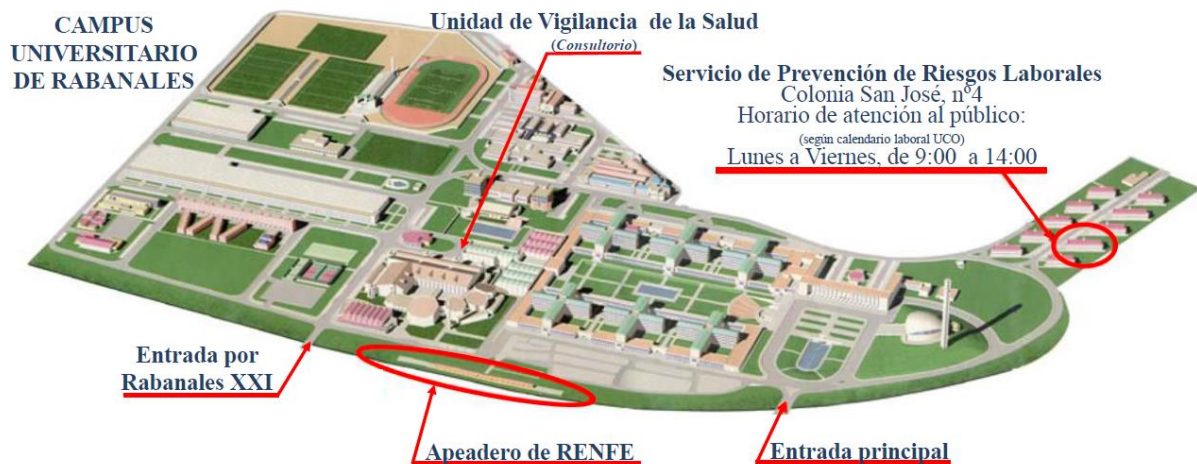 CAMPUS
UNIVERSITARIO
DE RABANALES
Unidad de Vigilancia de la Salud
(Consultorio)
Servicio de Prevención de Riesgos Laborales
Colonia San José, nº4
Horario de atención al público:
(según calendario laboral UCO)
Lunes a Viernes, de 9:00 a 14:00
Entrada por
Rabanales XXI
Apeadero de RENFE
Entrada principal